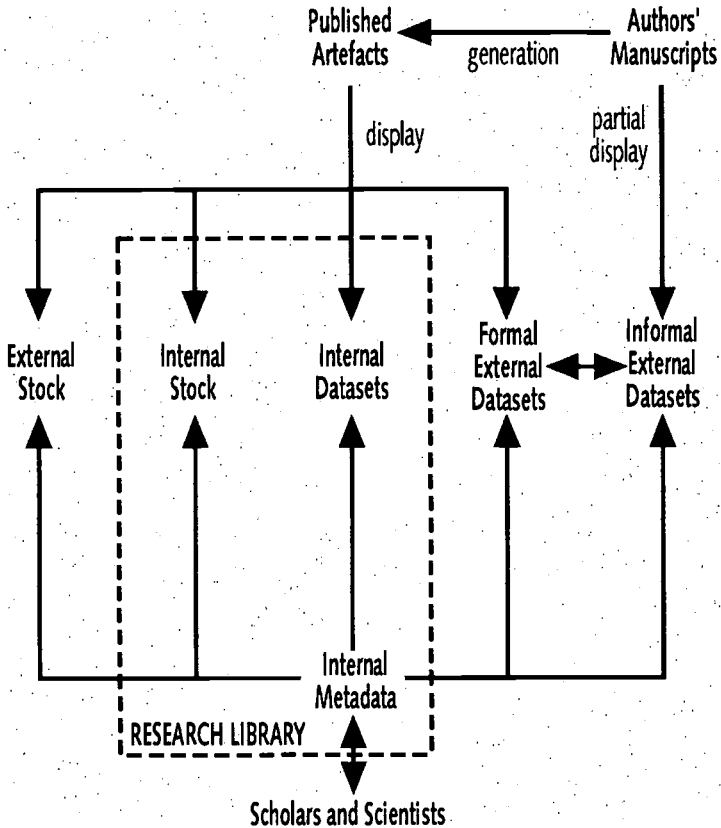 Published
Artefacts
generation
Authors'
Manuscripts
display
partial
display
External
Stock
Internal
Stock
Internal
Datasets
Formal
External
Datasets
Informal
External
Datasets
Internal
Metadata
RESEARCH LIBRARY
Scholars and Scientists